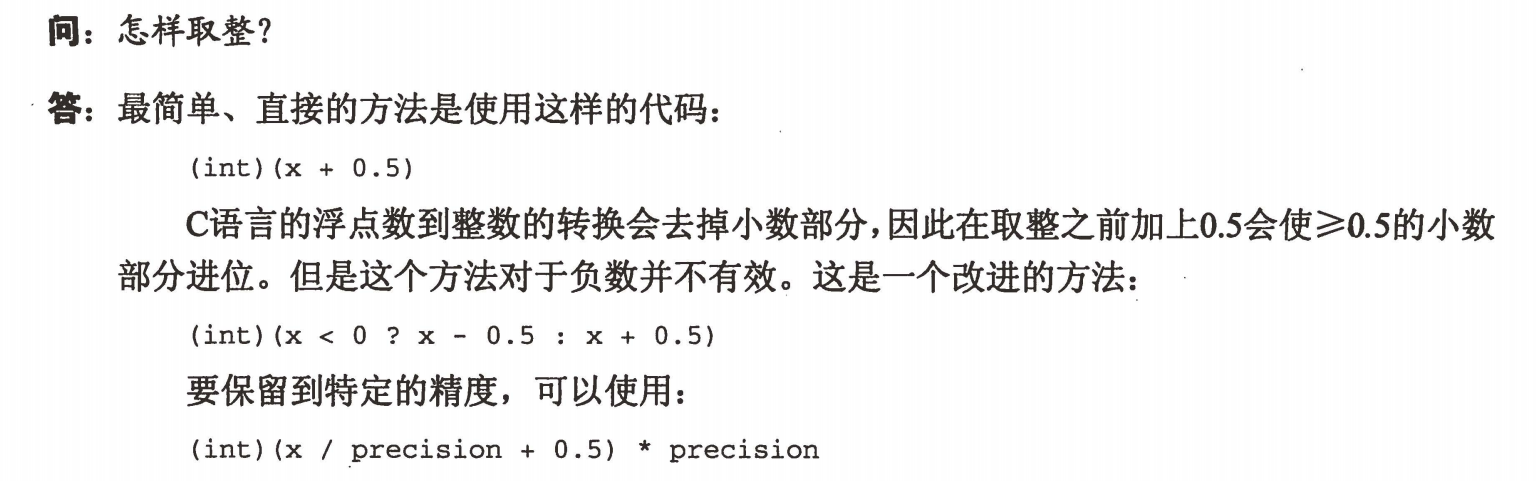 问：怎样取整？
答：最简单、直接的方法是使用这样的代码：
(int)(x + 0.5)
C语言的浮点数到整数的转换会去掉小数部分，因此在取整之前加上0.5会使≥0.5的小数
部分进位。但是这个方法对于负数并不有效。这是一个改进的方法：
(int)(x < 0 ? x - 0.5 : x + 0.5)
要保留到特定的精度，可以使用：
(int)(x / precision + 0.5) * precision